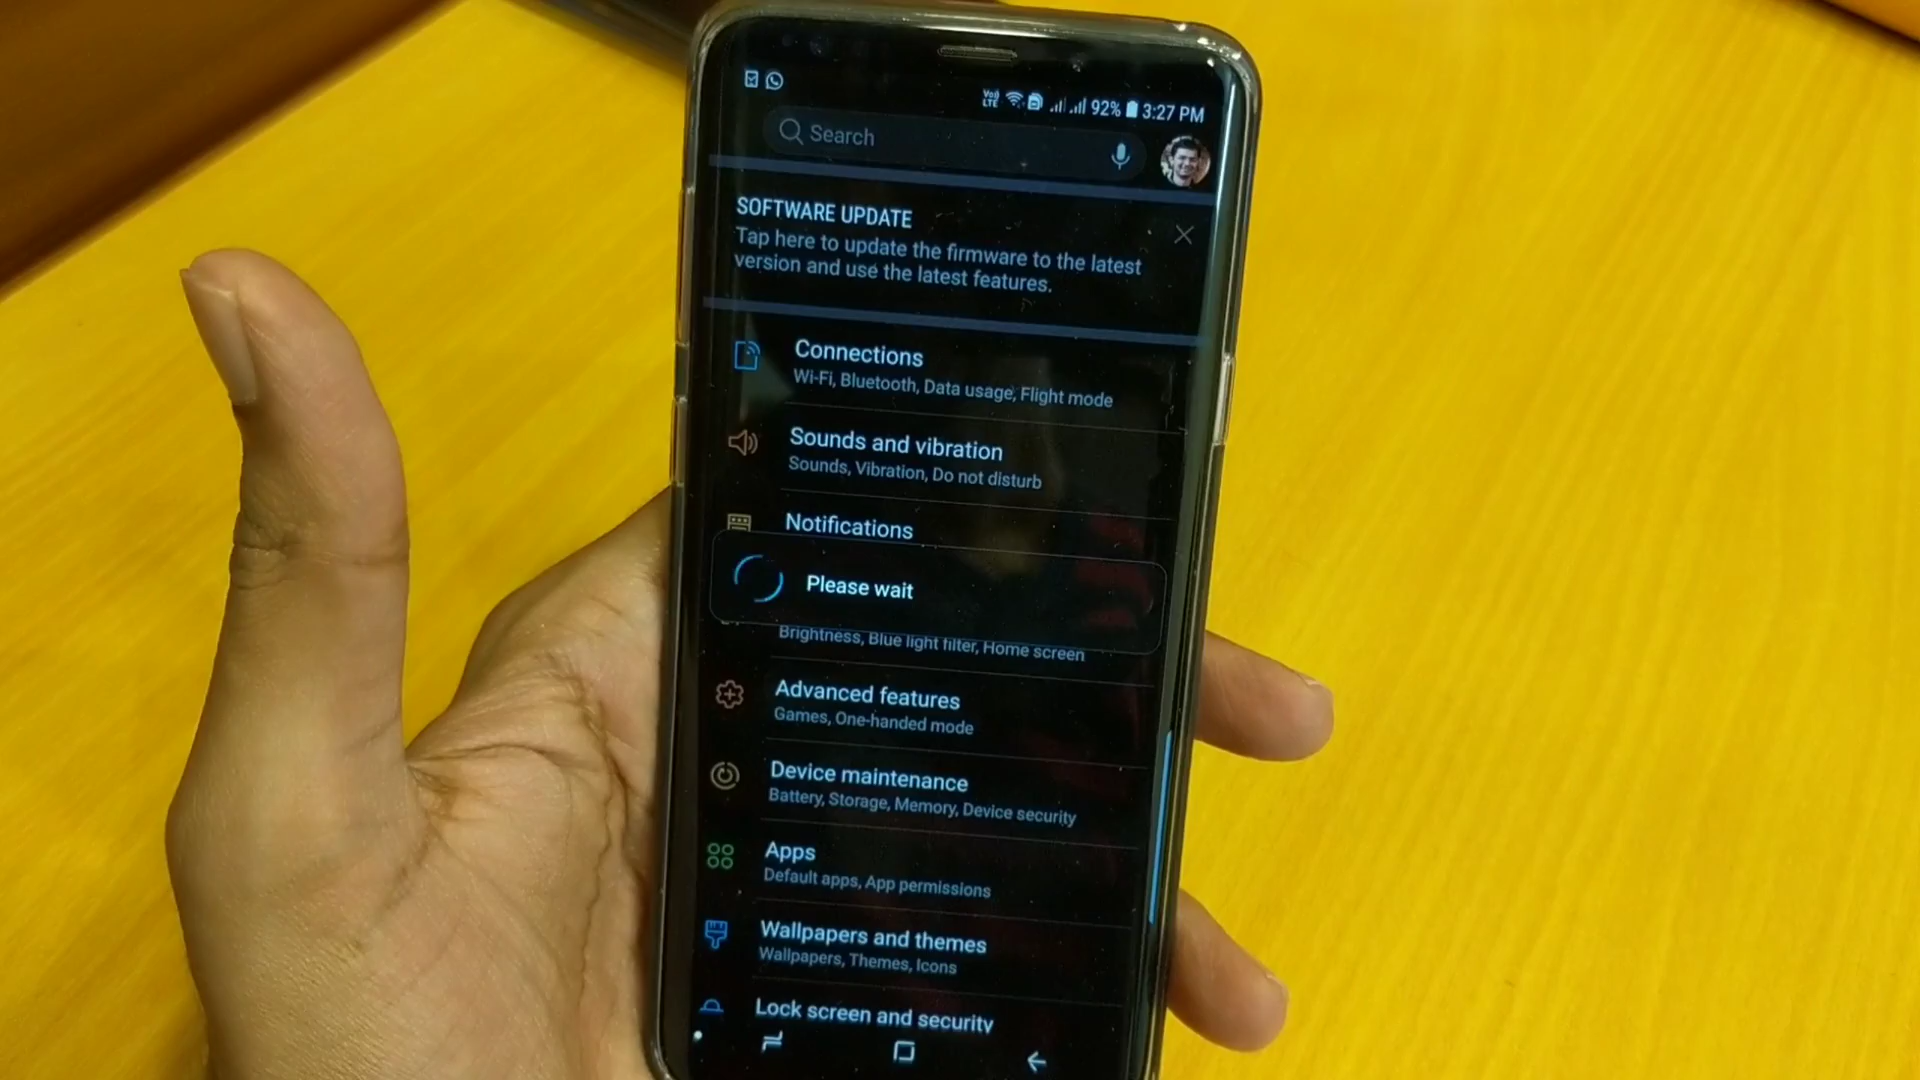 Vo)) LTE 92% 3:27 PM
Search
SOFTWARE UPDATE
Tap here to update the firmware to the latest
version and use the latest features.
Connections
Wi-Fi, Bluetooth, Data usage, Flight mode
Sounds and vibration
Sounds, Vibration, Do not disturb
Notifications
Please wait
Brightness, Blue light filter, Home screen
Advanced features
Games, One-handed mode
Device maintenance
Battery, Storage, Memory, Device security
Apps
Default apps, App permissions
Wallpapers and themes
Wallpapers, Themes, Icons
Lock screen and security